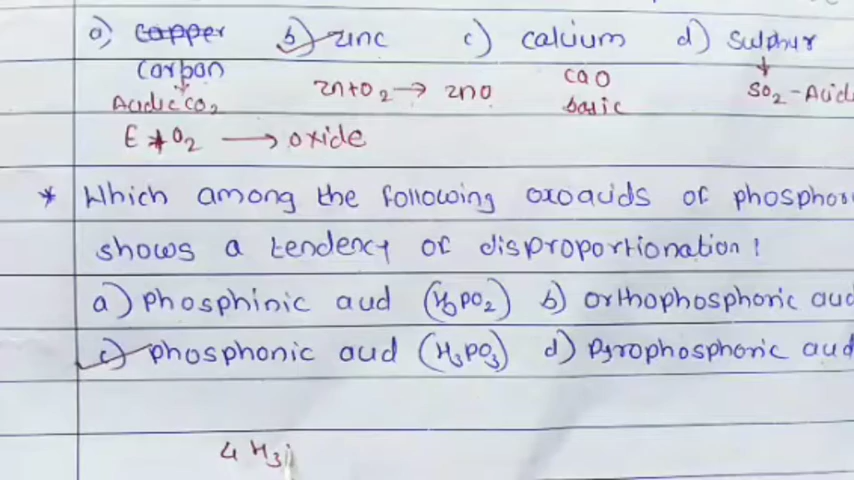 a) copper b) zinc c) calcium d) sulphur
Carbon
Acidic CO2 zn+O2 → zno CaO basic SO2 - Acid
E + O2 → oxide
* Which among the following oxoacids of phosphor
shows a tendency of disproportionation?
a) phosphinic acid (H3PO2) b) orthophosphoric acid
c) phosphonic acid (H3PO3) d) Pyrophosphoric acid
4 H3